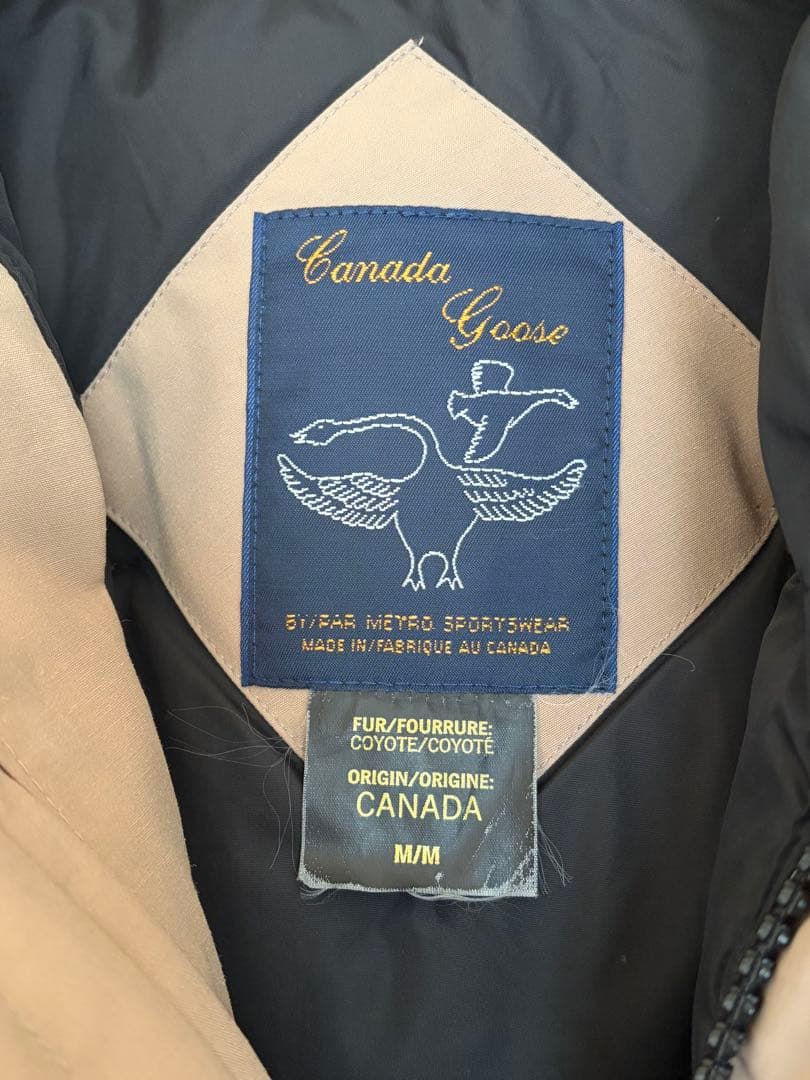 Canada
Goose
BY/PAR METRO SPORTSWEAR
MADE IN/FABRIQUE AU CANADA
FUR/FOURRURE:
COYOTE/COYOTÉ
ORIGIN/ORIGINE:
CANADA
M/M